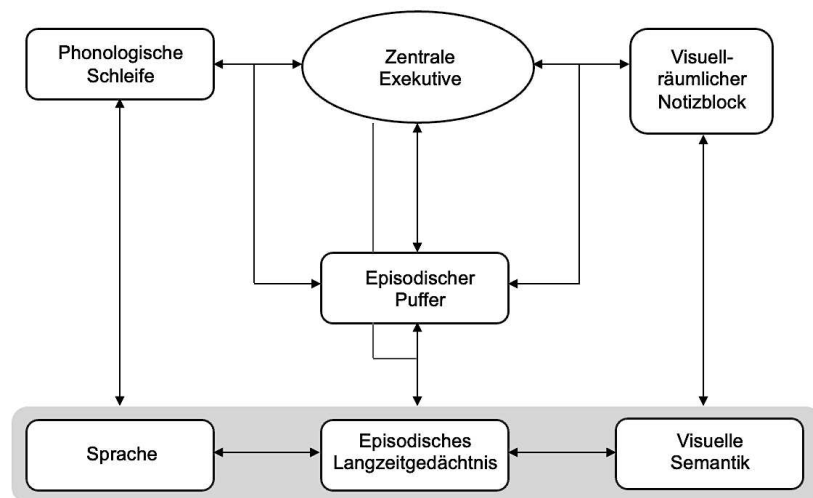 Phonologische
Schleife
Zentrale
Exekutive
Visuell-
räumlicher
Notizblock
Episodischer
Puffer
Sprache
Episodisches
Langzeitgedächtnis
Visuelle
Semantik